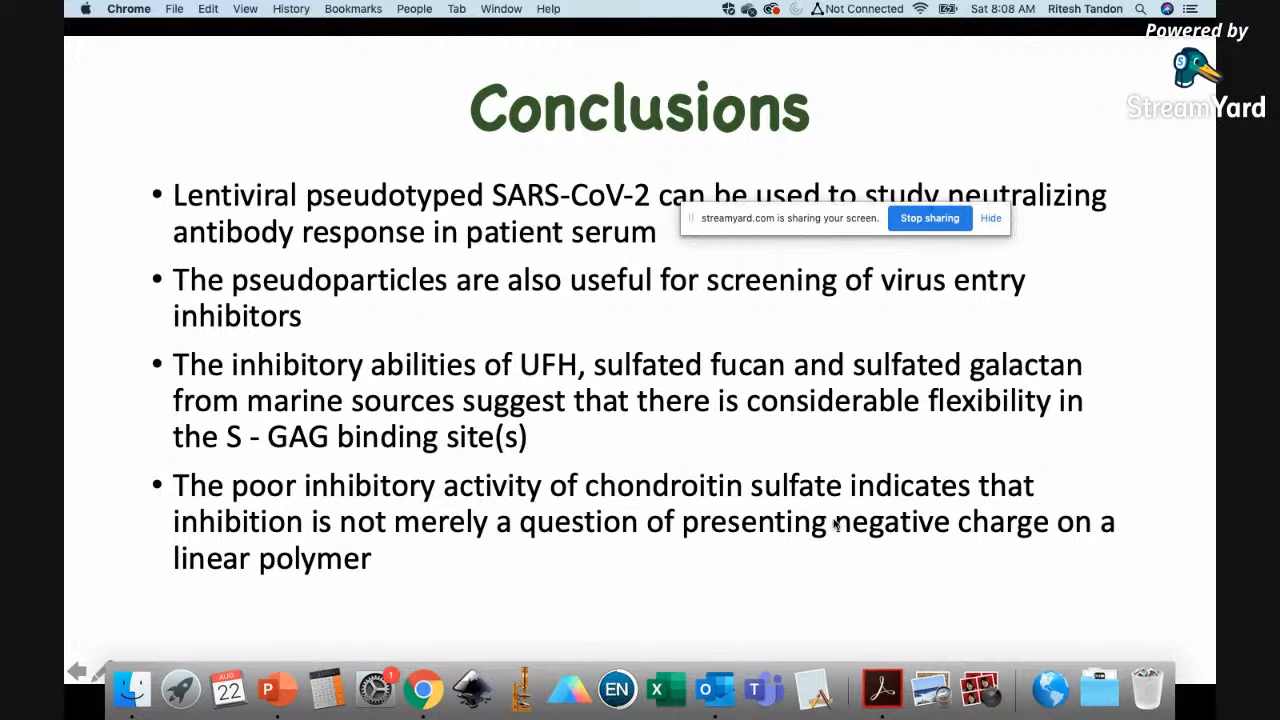 Chrome File Edit View History Bookmarks People Tab Window Help Not Connected Sat 8:08 AM Ritesh Tandon
Powered by
StreamYard
Conclusions
• Lentiviral pseudotyped SARS-CoV-2 can be used to study neutralizing
streamyard.com is sharing your screen. Stop sharing Hide
antibody response in patient serum
• The pseudoparticles are also useful for screening of virus entry
inhibitors
• The inhibitory abilities of UFH, sulfated fucan and sulfated galactan
from marine sources suggest that there is considerable flexibility in
the S - GAG binding site(s)
• The poor inhibitory activity of chondroitin sulfate indicates that
inhibition is not merely a question of presenting negative charge on a
linear polymer
AUG
22
P
1
EN
X
O
T